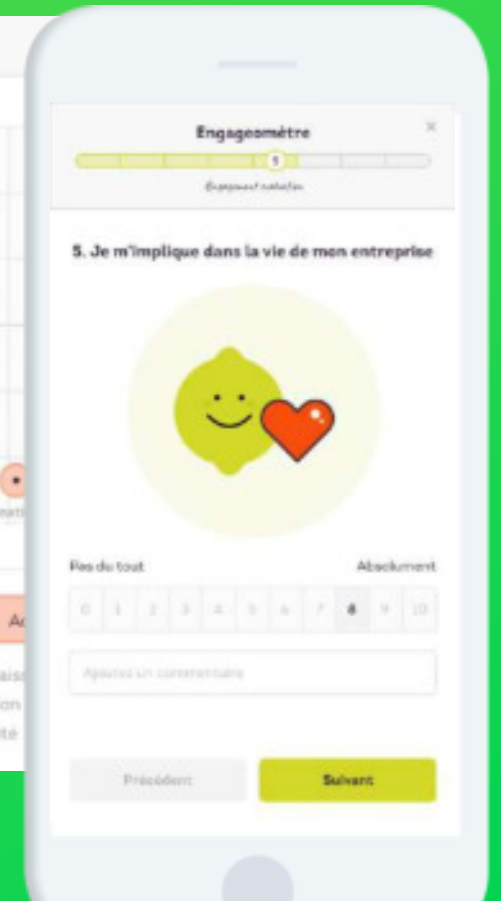 Engageomètre
×
5
5. Je m'implique dans la vie de mon entreprise
Pas du tout
Absolument
0 1 2 3 4 5 6 7 8 9 10
Ajoutez un commentaire
Précédent
Suivant